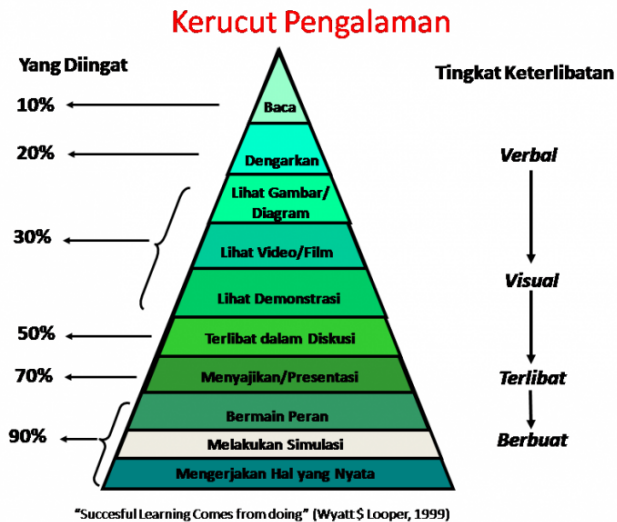 Kerucut Pengalaman
Yang Diingat
Tingkat Keterlibatan
10%
Baca
20%
Dengarkan
Verbal
Lihat Gambar/
Diagram
30%
Lihat Video/Film
Visual
Lihat Demonstrasi
50%
Terlibat dalam Diskusi
70%
Menyajikan/Presentasi
Terlibat
Bermain Peran
90%
Melakukan Simulasi
Berbuat
Mengerjakan Hal yang Nyata
“Succesful Learning Comes from doing” (Wyatt $ Looper, 1999)